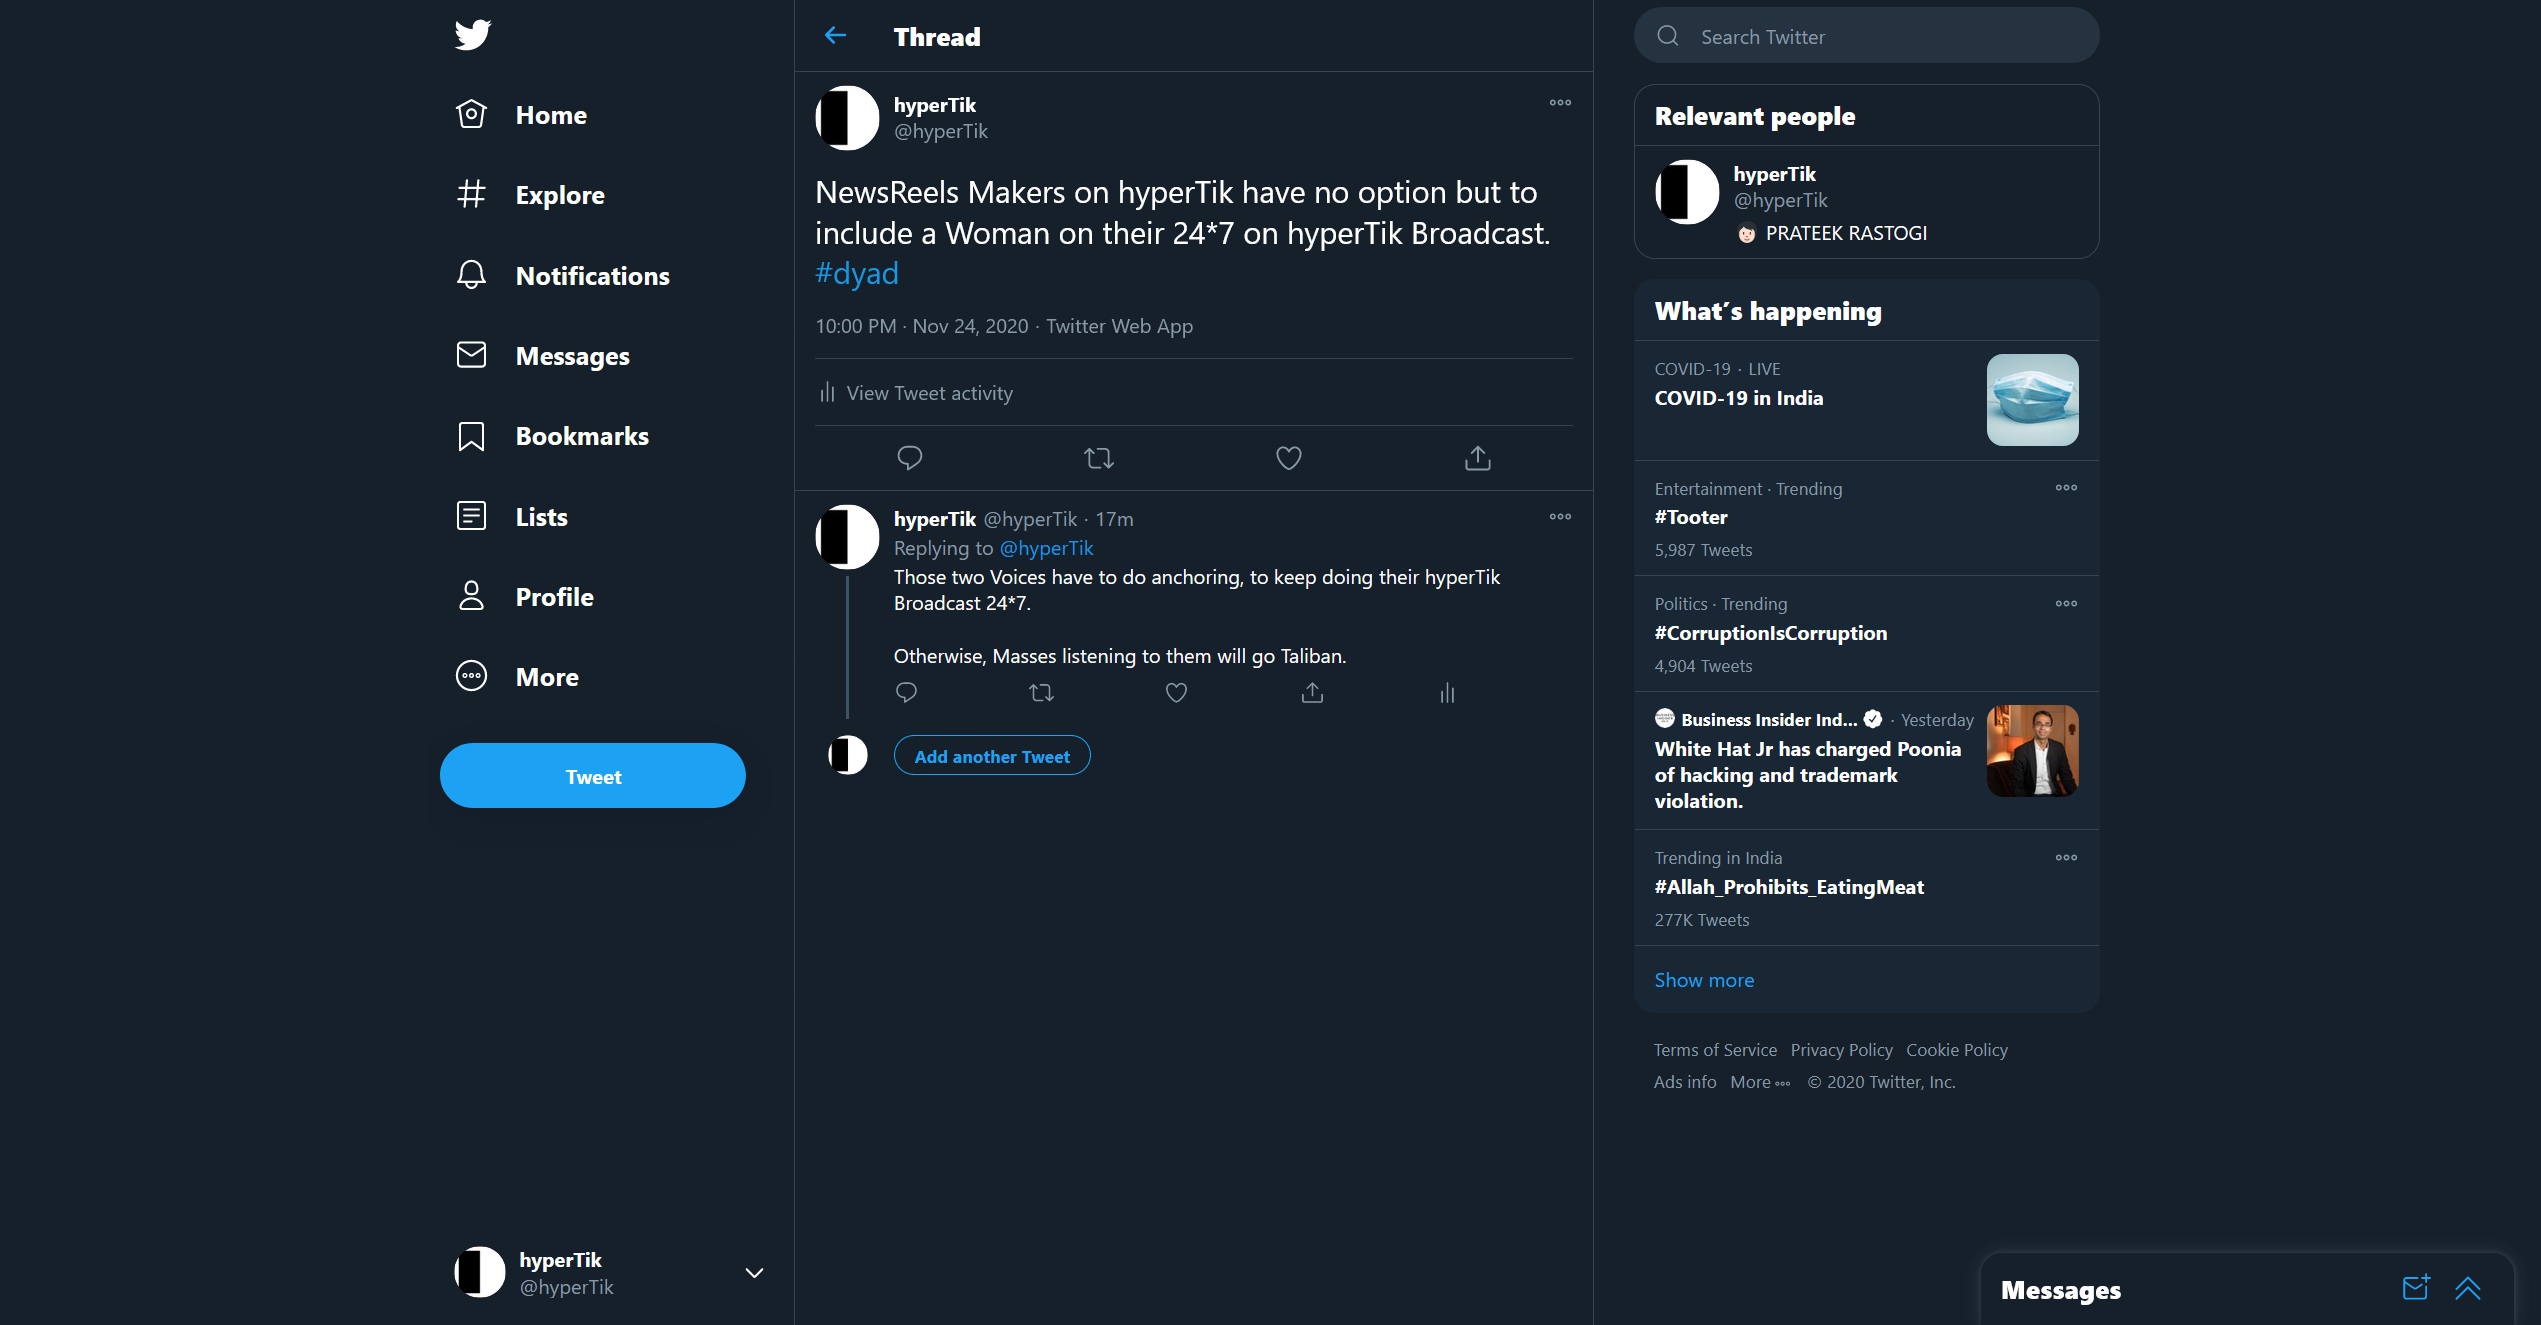 Home
Explore
Notifications
Messages
Bookmarks
Lists
Profile
More
Tweet
hyperTik
@hyperTik
Thread
hyperTik
@hyperTik
NewsReels Makers on hyperTik have no option but to
include a Woman on their 24*7 on hyperTik Broadcast.
#dyad
10:00 PM · Nov 24, 2020 · Twitter Web App
View Tweet activity
hyperTik @hyperTik · 17m
Replying to @hyperTik
Those two Voices have to do anchoring, to keep doing their hyperTik
Broadcast 24*7.
Otherwise, Masses listening to them will go Taliban.
Add another Tweet
Search Twitter
Relevant people
hyperTik
@hyperTik
PRATEEK RASTOGI
What's happening
COVID-19 · LIVE
COVID-19 in India
Entertainment · Trending
#Tooter
5,987 Tweets
Politics · Trending
#CorruptionIsCorruption
4,904 Tweets
Business Insider Ind... · Yesterday
White Hat Jr has charged Poonia
of hacking and trademark
violation.
Trending in India
#Allah_Prohibits_EatingMeat
277K Tweets
Show more
Terms of Service Privacy Policy Cookie Policy
Ads info More © 2020 Twitter, Inc.
Messages